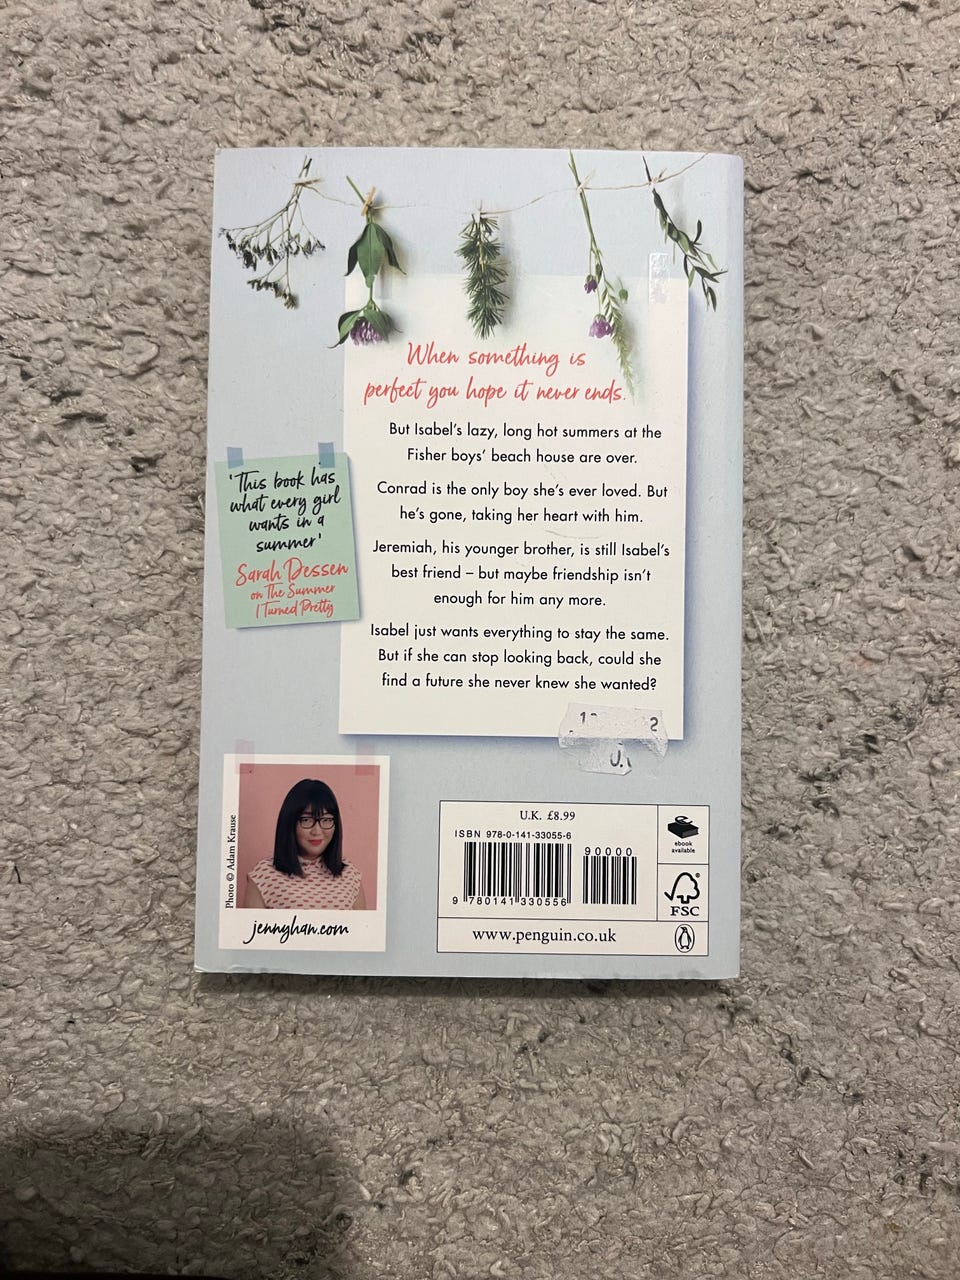 When something is
perfect you hope it never ends.
But Isabel's lazy, long hot summers at the
Fisher boys' beach house are over.
Conrad is the only boy she's ever loved. But
he's gone, taking her heart with him.
Jeremiah, his younger brother, is still Isabel's
best friend – but maybe friendship isn't
enough for him any more.
Isabel just wants everything to stay the same.
But if she can stop looking back, could she
find a future she never knew she wanted?
'This book has
what every girl
wants in a
summer'
Sarah Dessen
on The Summer
I Turned Pretty
Photo © Adam Krause
jennyhan.com
U.K. £8.99
ISBN 978-0-141-33055-6
90000
9 780141 330556
ebook
available
FSC
www.penguin.co.uk